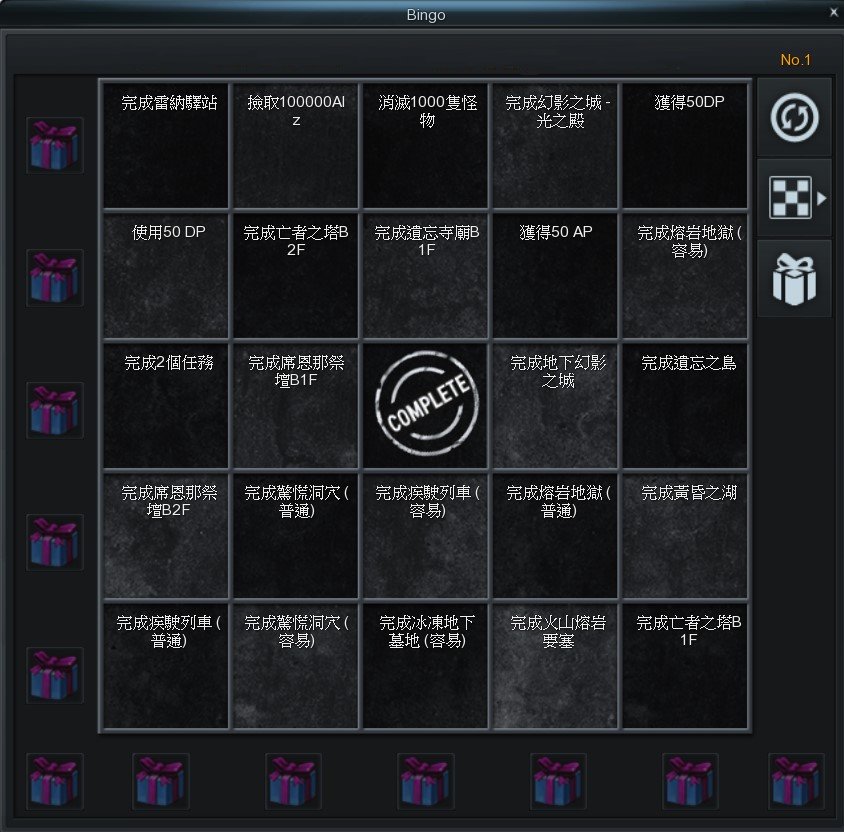 Bingo
No.1
完成雷納驛站
撿取100000Al
z
消滅1000隻怪
物
完成幻影之城 -
光之殿
獲得50DP
使用50 DP
完成亡者之塔B
2F
完成遺忘寺廟B
1F
獲得50 AP
完成熔岩地獄 (
容易)
完成2個任務
完成席恩那祭
壇B1F
COMPLETE
完成地下幻影
之城
完成遺忘之島
完成席恩那祭
壇B2F
完成驚慌洞穴 (
普通)
完成疾駛列車 (
容易)
完成熔岩地獄 (
普通)
完成黃昏之湖
完成疾駛列車 (
普通)
完成驚慌洞穴 (
容易)
完成冰凍地下
墓地 (容易)
完成火山熔岩
要塞
完成亡者之塔B
1F